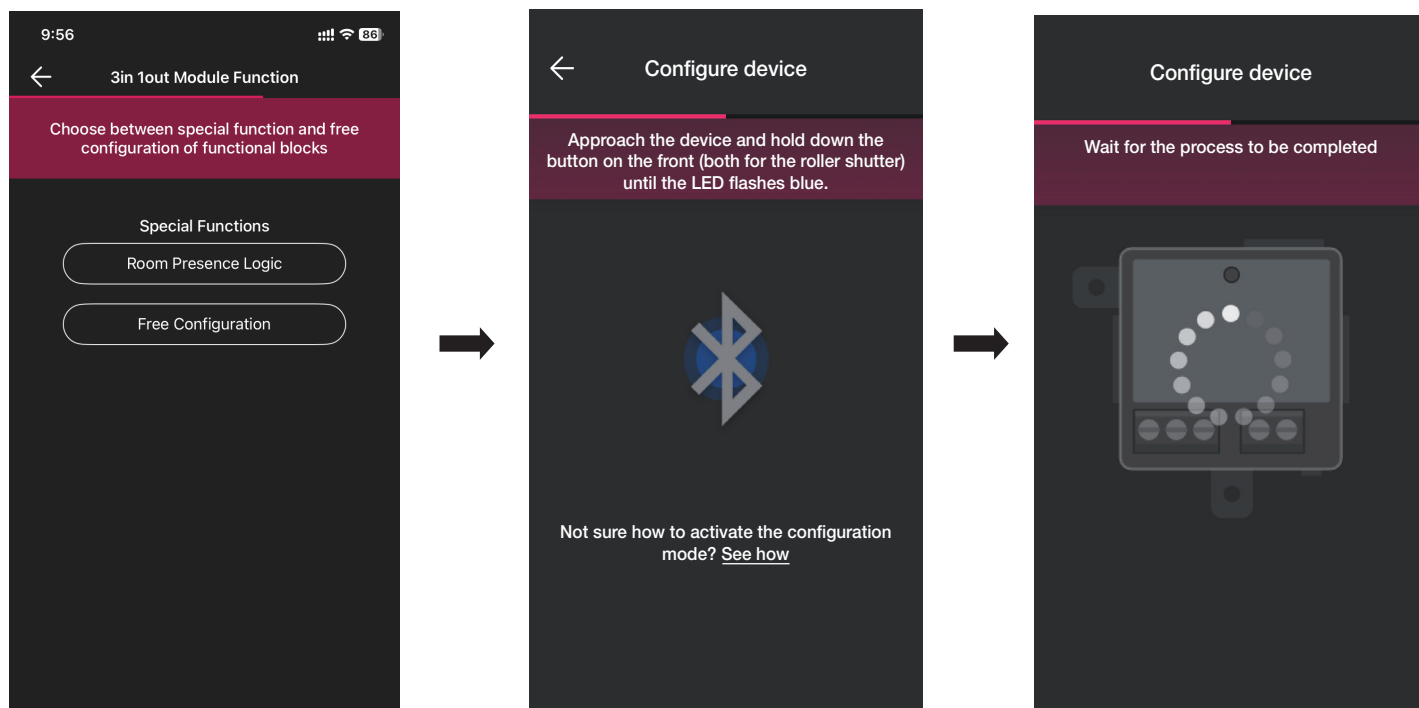 9:56
86
3in 1out Module Function
Choose between special function and free
configuration of functional blocks
Special Functions
Room Presence Logic
Free Configuration
Configure device
Approach the device and hold down the
button on the front (both for the roller shutter)
until the LED flashes blue.
Not sure how to activate the configuration
mode? See how
Configure device
Wait for the process to be completed